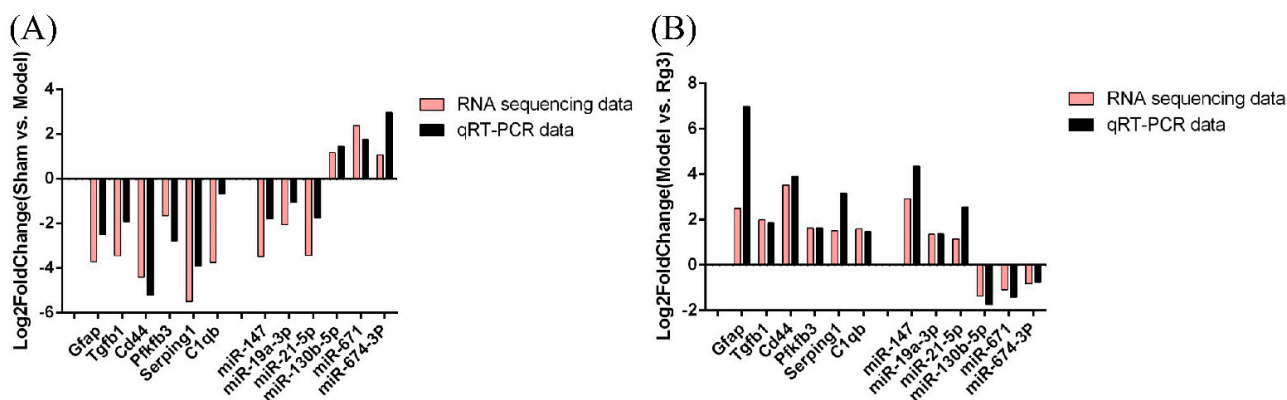 (A)
Log2FoldChange(Sham vs. Model)
4
2
0
-2
-4
-6
Gfap
Tgfb1
Cd44
Pfkfb3
Serping1
C1qb
miR-147
miR-19a-3p
miR-21-5p
miR-130b-5p
miR-671
miR-674-3P
RNA sequencing data
qRT-PCR data
(B)
Log2FoldChange(Model vs. Rg3)
8
6
4
2
0
-2
Gfap
Tgfb1
Cd44
Pfkfb3
Serping1
C1qb
miR-147
miR-19a-3p
miR-21-5p
miR-130b-5p
miR-671
miR-674-3P
RNA sequencing data
qRT-PCR data